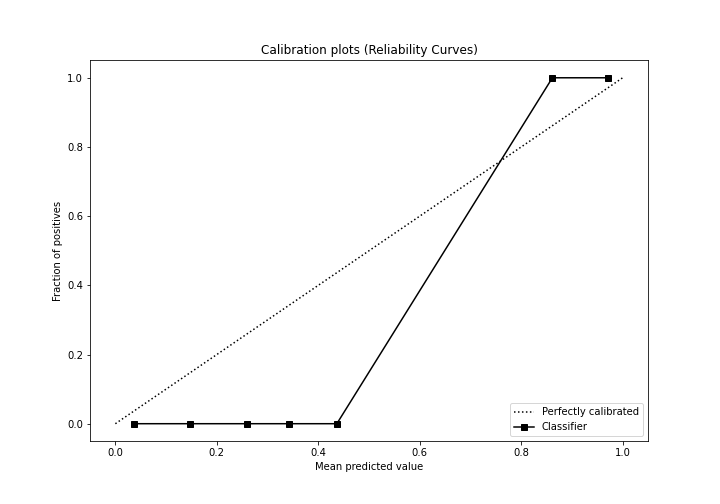 Calibration plots (Reliability Curves)
1.0
0.8
0.6
0.4
0.2
0.0
Fraction of positives
0.0 0.2 0.4 0.6 0.8 1.0
Mean predicted value
Perfectly calibrated
Classifier